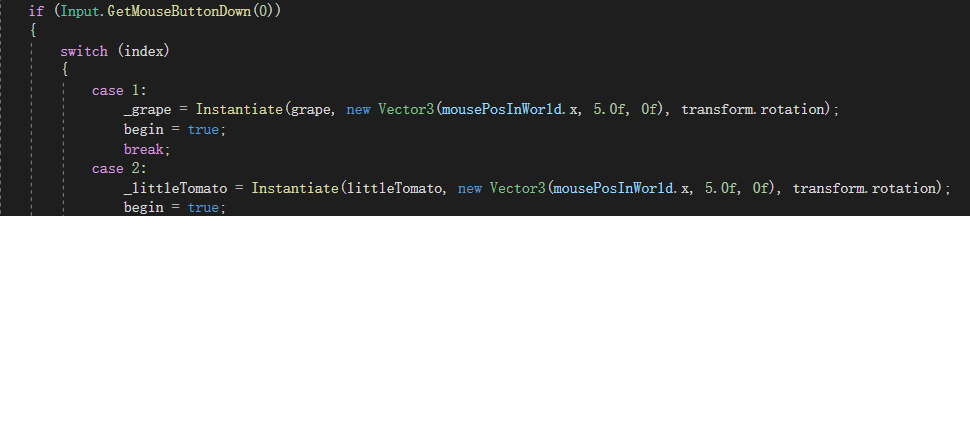 if (Input.GetMouseButtonDown(0))
{
switch (index)
{
case 1:
_grape = Instantiate(grape, new Vector3(mousePosInWorld.x, 5.0f, 0f), transform.rotation);
begin = true;
break;
case 2:
_littleTomato = Instantiate(littleTomato, new Vector3(mousePosInWorld.x, 5.0f, 0f), transform.rotation);
begin = true;